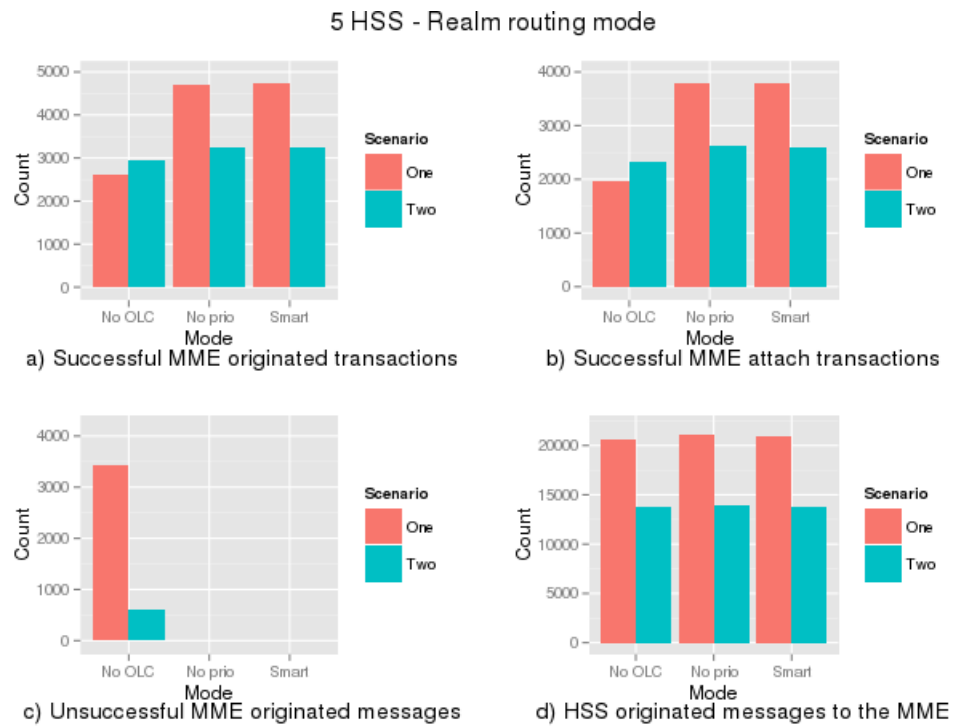 5 HSS - Realm routing mode
5000
4000
3000
2000
1000
0
Count
No OLC
No prio
Smart
Mode
Scenario
One
Two
a) Successful MME originated transactions
4000
3000
2000
1000
0
Count
No OLC
No prio
Smart
Mode
Scenario
One
Two
b) Successful MME attach transactions
4000
3000
2000
1000
0
Count
No OLC
No prio
Smart
Mode
Scenario
One
Two
c) Unsuccessful MME originated messages
20000
15000
10000
5000
0
Count
No OLC
No prio
Smart
Mode
Scenario
One
Two
d) HSS originated messages to the MME